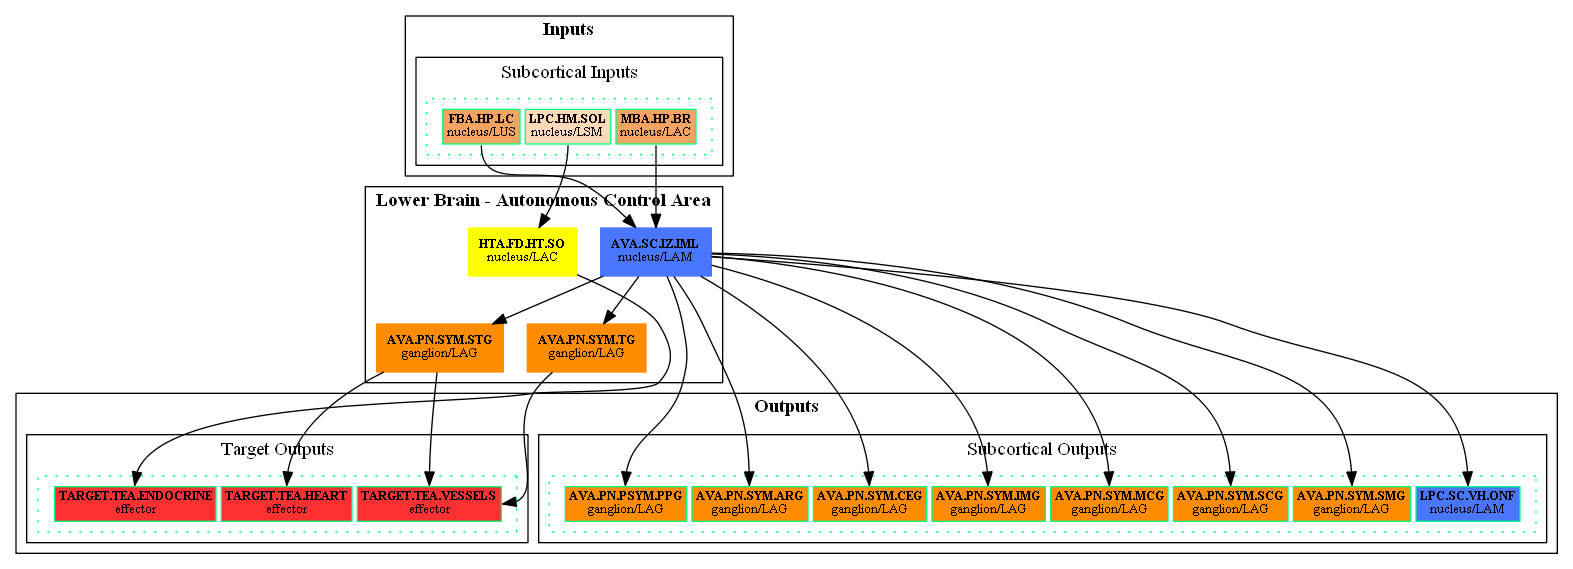 Inputs
Subcortical Inputs
FBA.HP.LC
nucleus/LUS
LPC.HM.SOL
nucleus/LSM
MBA.HP.BR
nucleus/LAC
Lower Brain - Autonomous Control Area
HTA.FD.HT.SO
nucleus/LAC
AVA.SC.IZ.IML
nucleus/LAM
AVA.PN.SYM.STG
ganglion/LAG
AVA.PN.SYM.TG
ganglion/LAG
Outputs
Target Outputs
TARGET.TEA.ENDOCRINE
effector
TARGET.TEA.HEART
effector
TARGET.TEA.VESSELS
effector
Subcortical Outputs
AVA.PN.PSYM.PPG
ganglion/LAG
AVA.PN.SYM.ARG
ganglion/LAG
AVA.PN.SYM.CEG
ganglion/LAG
AVA.PN.SYM.IMG
ganglion/LAG
AVA.PN.SYM.MCG
ganglion/LAG
AVA.PN.SYM.SCG
ganglion/LAG
AVA.PN.SYM.SMG
ganglion/LAG
LPC.SC.VH.ONF
nucleus/LAM